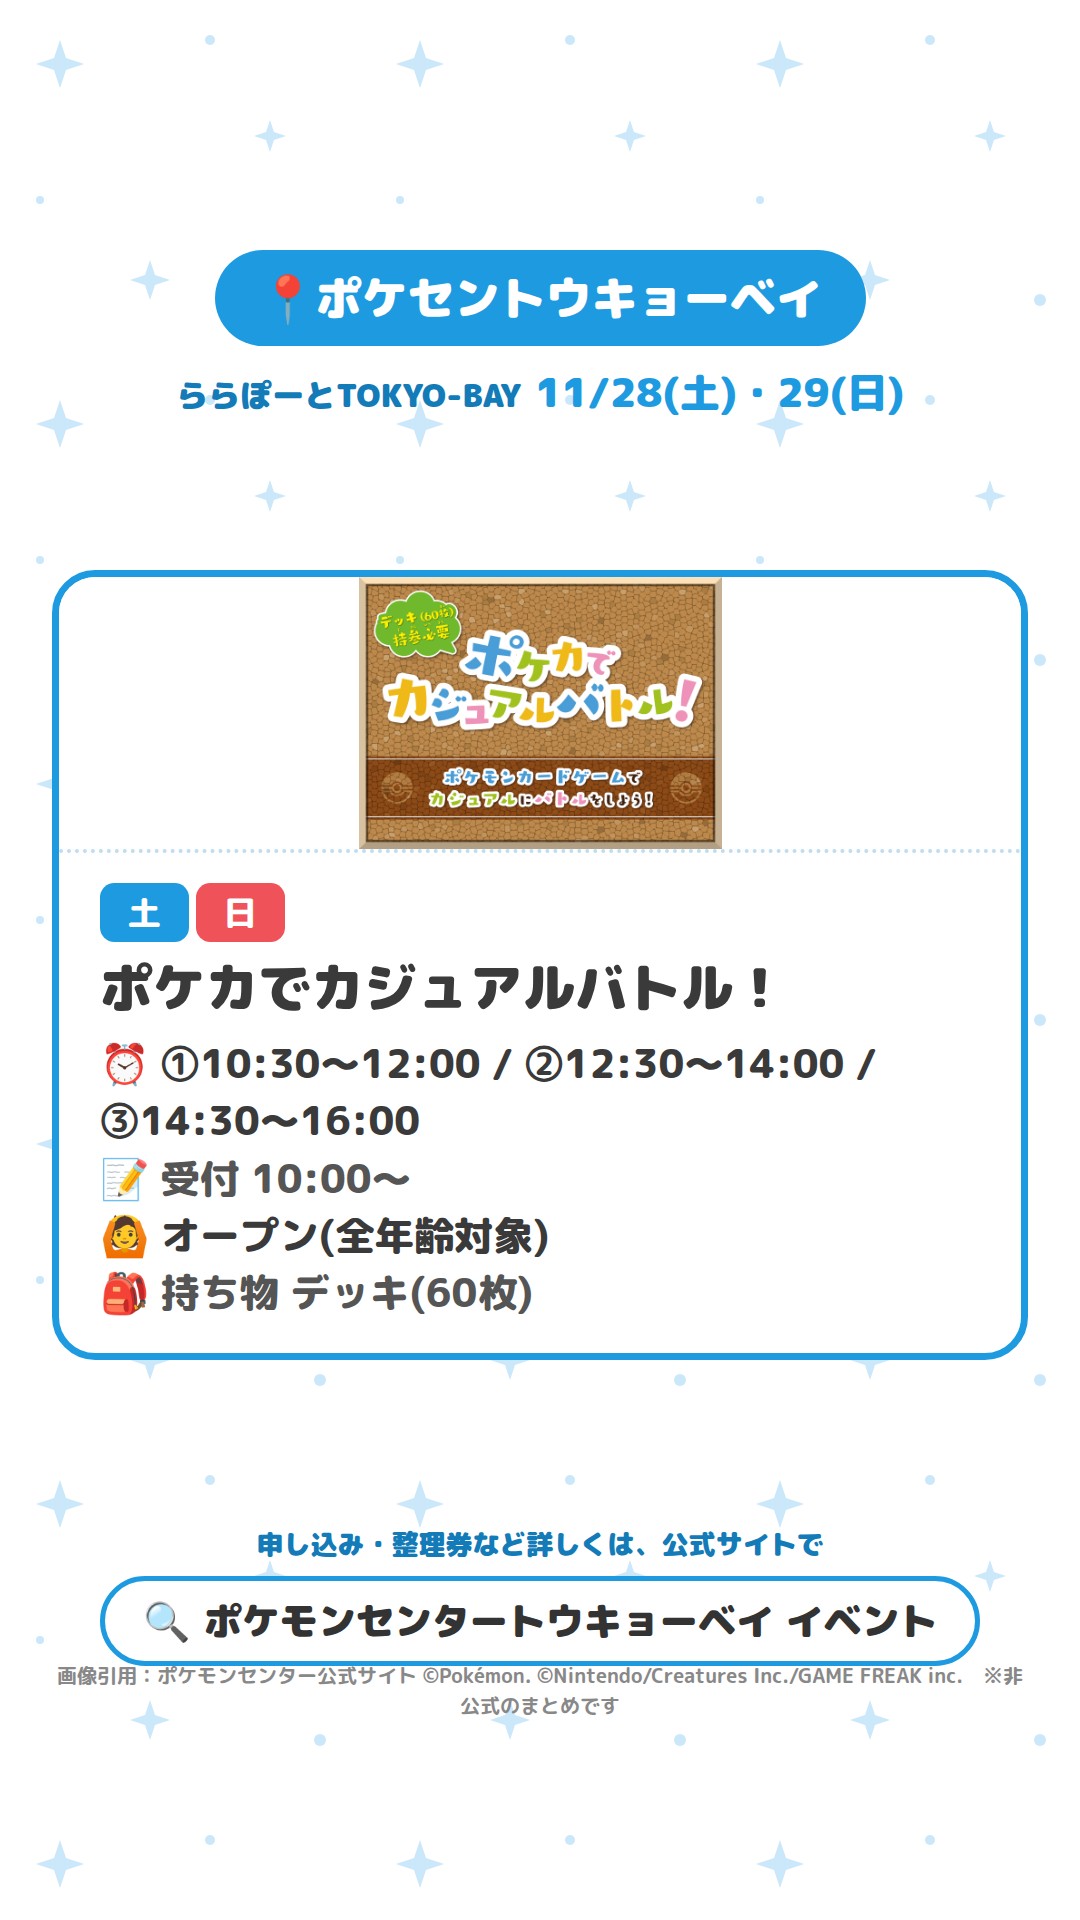 📍ポケセントウキョーベイ
ららぽーとTOKYO-BAY 11/28(土)・29(日)
デッキ(60枚)
持参必要
ポケカで
カジュアルバトル!
ポケモンカードゲームで
カジュアルにバトルをしよう!
土 日
ポケカでカジュアルバトル！
⏰ ①10:30〜12:00 / ②12:30〜14:00 /
③14:30〜16:00
📝 受付 10:00〜
🙆 オープン(全年齢対象)
🎒 持ち物 デッキ(60枚)
申し込み・整理券など詳しくは、公式サイトで
🔍 ポケモンセンタートウキョーベイ イベント
画像引用：ポケモンセンター公式サイト ©Pokémon. ©Nintendo/Creatures Inc./GAME FREAK inc.　※非
公式のまとめです